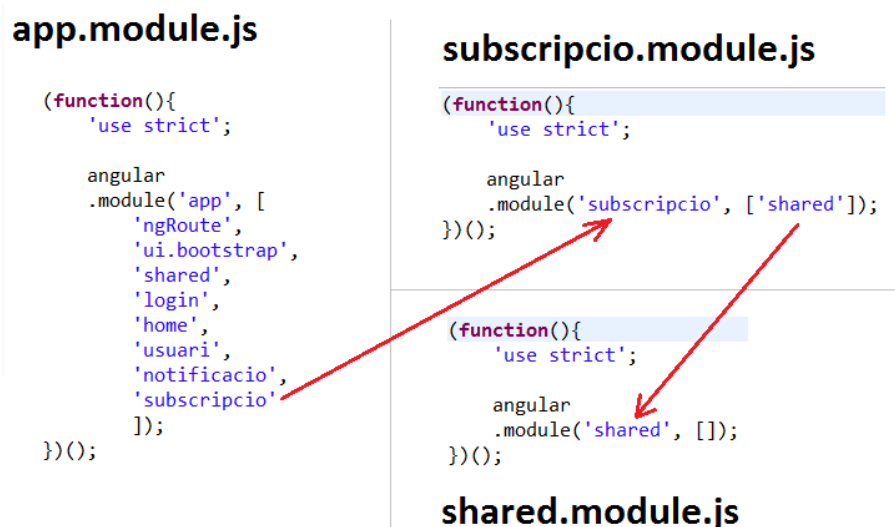 app.module.js
(function(){
'use strict';
angular
.module('app', [
'ngRoute',
'ui.bootstrap',
'shared',
'login',
'home',
'usuari',
'notificacio',
'subscripcio'
]);
})();
subscripcio.module.js
(function(){
'use strict';
angular
.module('subscripcio', ['shared']);
})();
(function(){
'use strict';
angular
.module('shared', []);
})();
shared.module.js